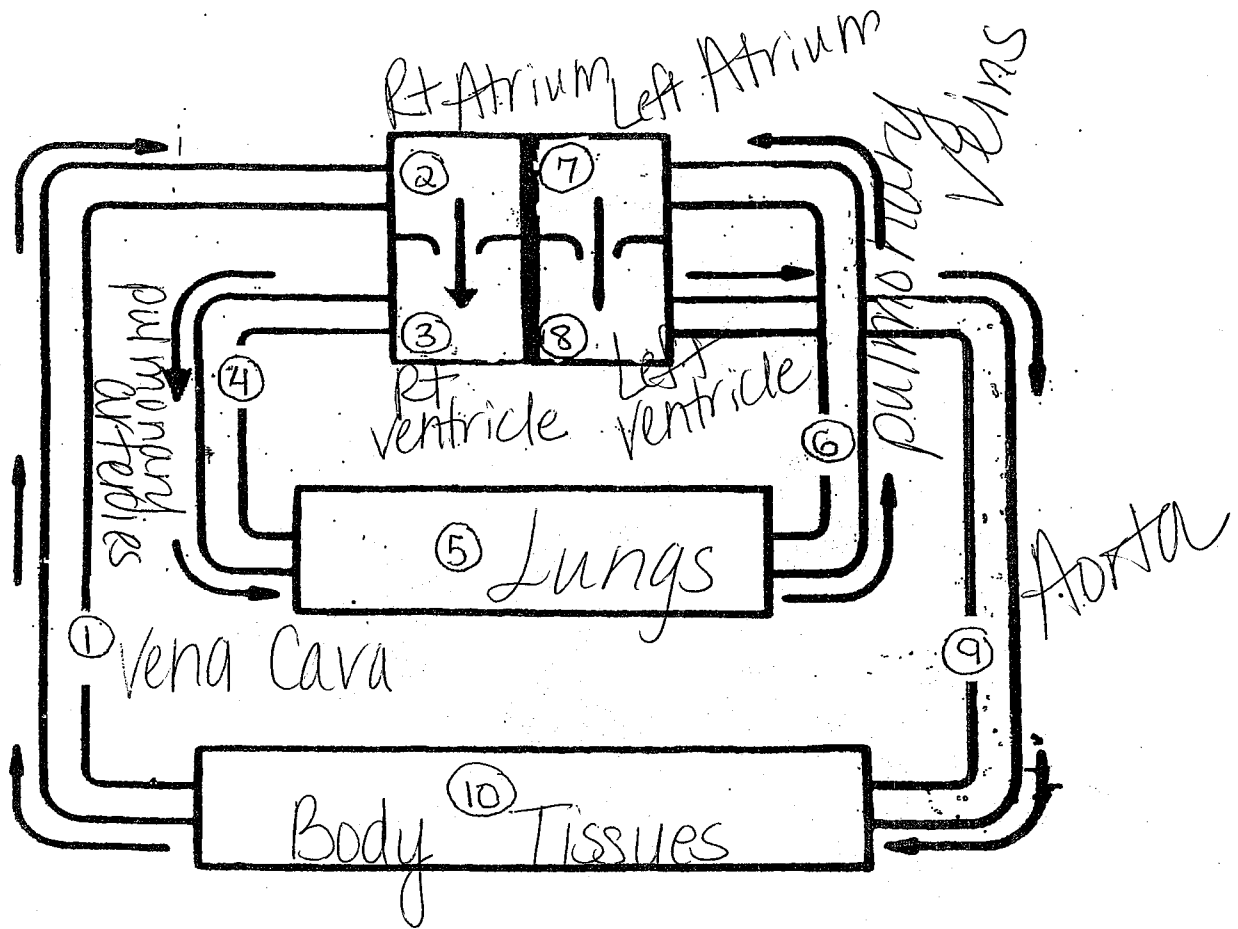 Rt Atrium
Left Atrium
2
7
pulmonary
veins
pulmonary
arteries
3
8
4
Rt
ventricle
Left
ventricle
6
5 Lungs
Aorta
1 Vena Cava
9
10
Body Tissues